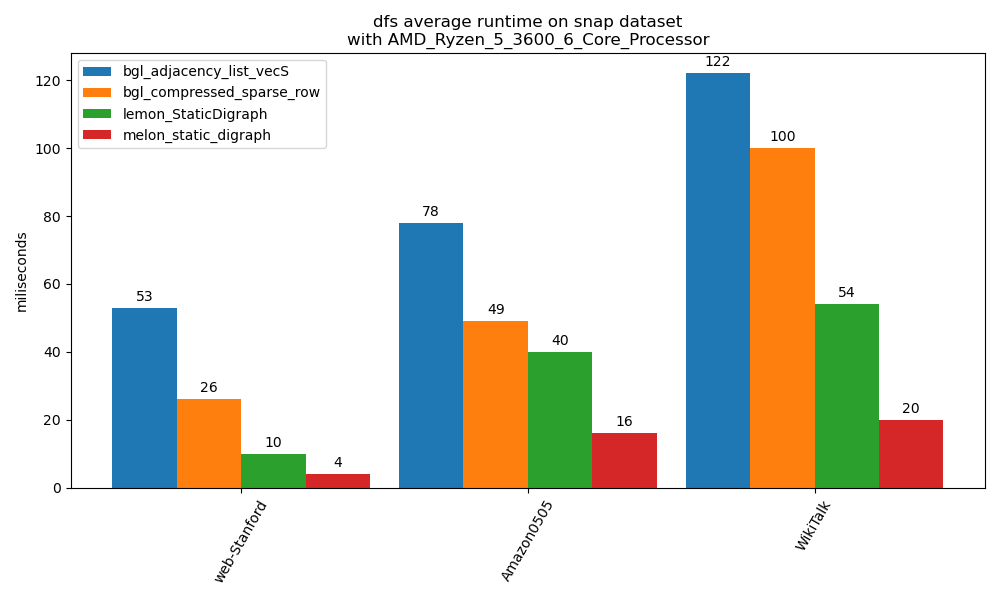 dfs average runtime on snap dataset
with AMD_Ryzen_5_3600_6_Core_Processor
bgl_adjacency_list_vecS
bgl_compressed_sparse_row
lemon_StaticDigraph
melon_static_digraph
miliseconds
120
100
80
60
40
20
0
53
26
10
4
78
49
40
16
122
100
54
20
web-Stanford
Amazon0505
WikiTalk